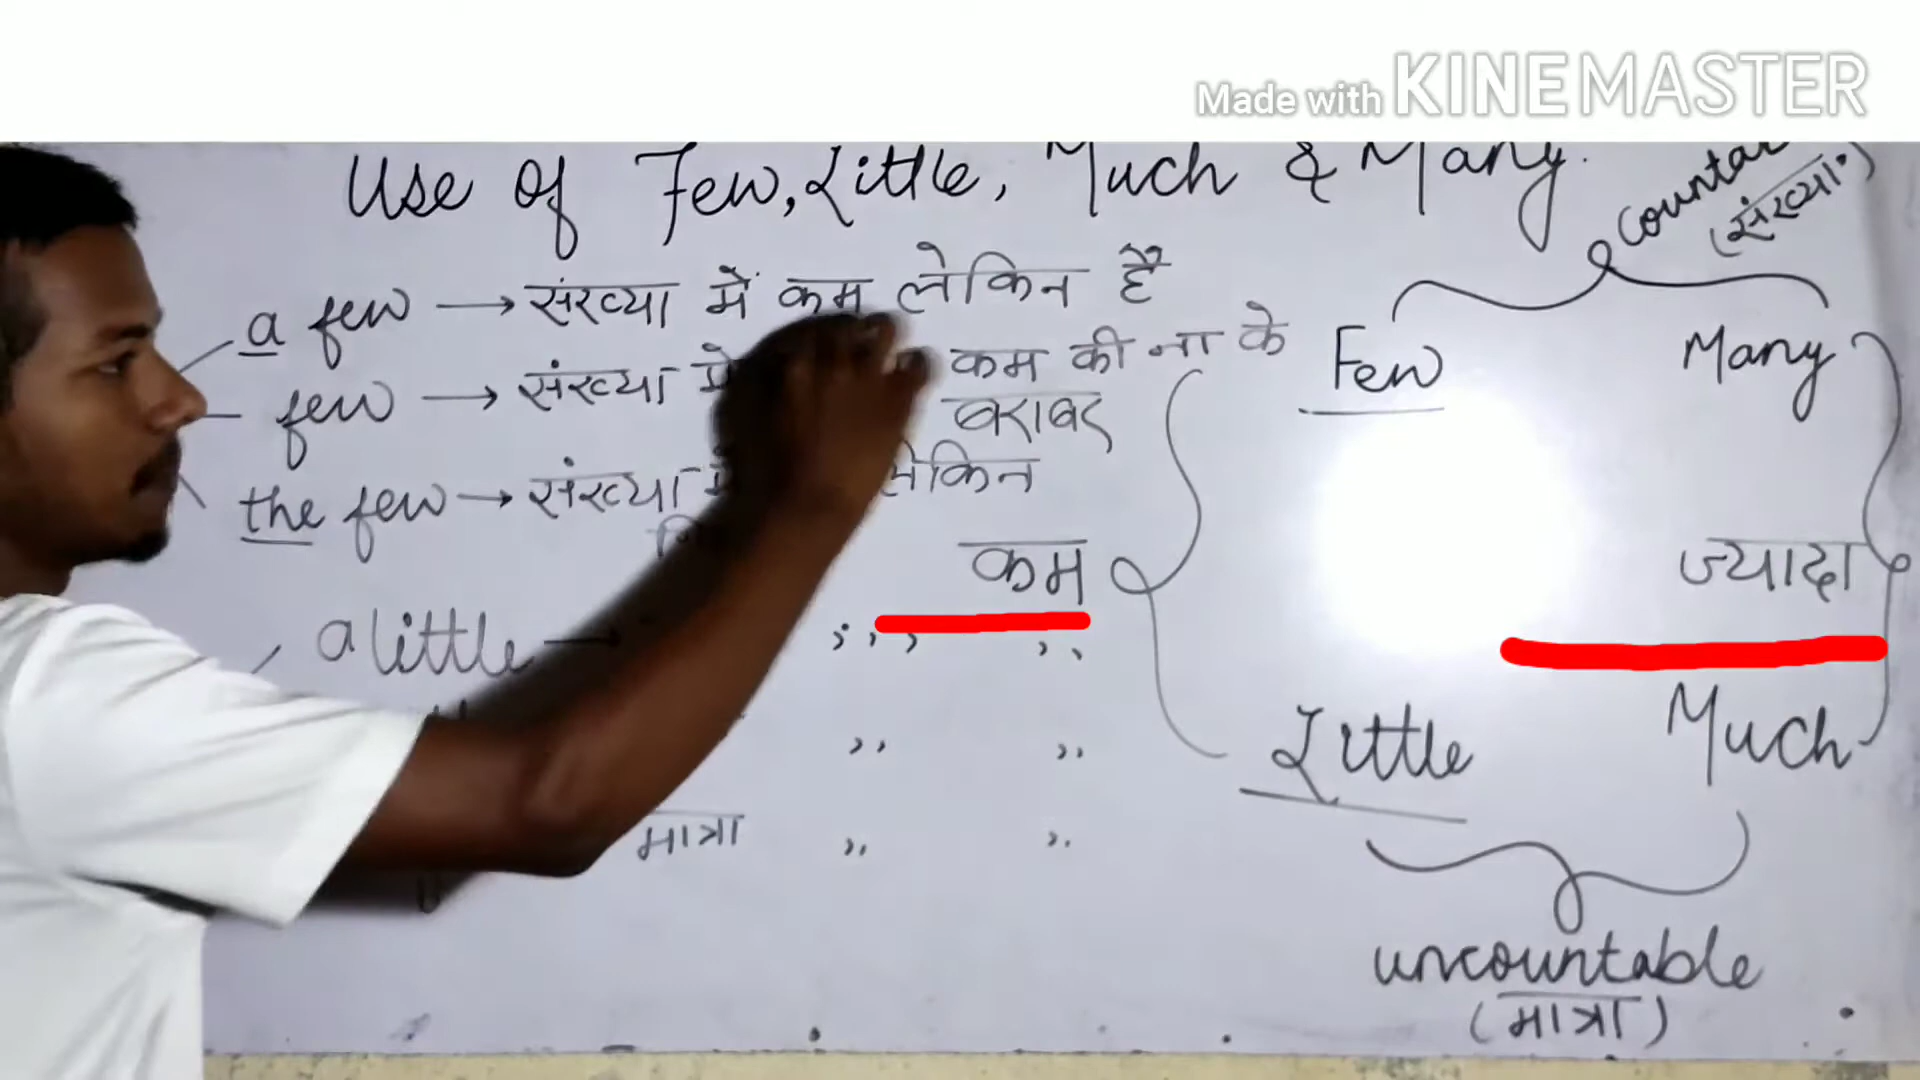 Made with KINEMASTER
Use of Few, Little, Much & Many.
(संख्या)
a few → संख्या में कम लेकिन है
few → संख्या में कम की ना के
बराबर
the few → संख्या में लेकिन
कम
a little → ,, ,,
,, ,,
मात्रा ,, ,,
Few Many
ज्यादा
Little Much
uncountable
(मात्रा)